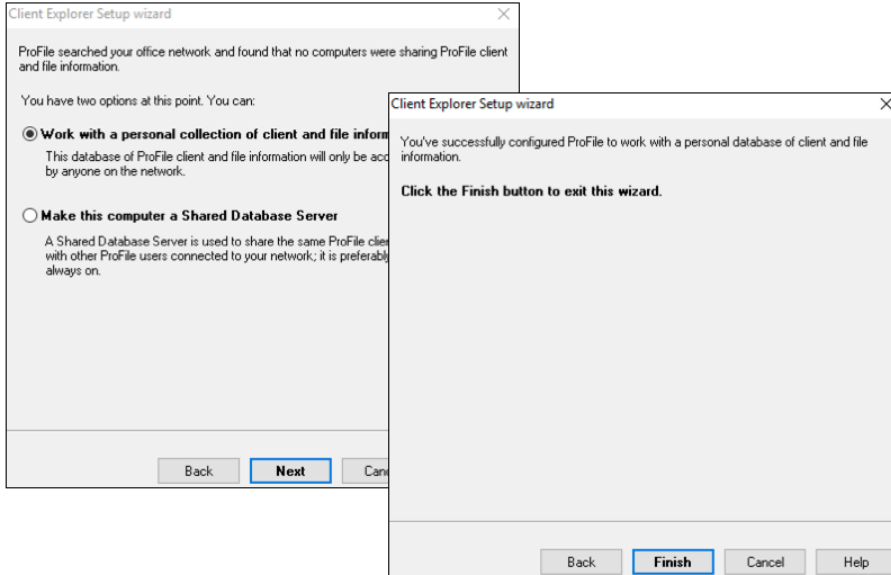 Client Explorer Setup wizard
ProFile searched your office network and found that no computers were sharing ProFile client
and file information.
You have two options at this point. You can:
Work with a personal collection of client and file
This database of ProFile client and file information will only be
by anyone on the network.
Make this computer a Shared Database Server
A Shared Database Server is used to share the same ProFile
with other ProFile users connected to your network; it is
always on.
Back
Next
Client Explorer Setup wizard
You've successfully configured ProFile to work with a personal database of client and file
information.
Click the Finish button to exit this wizard.
Back
Finish
Cancel
Help